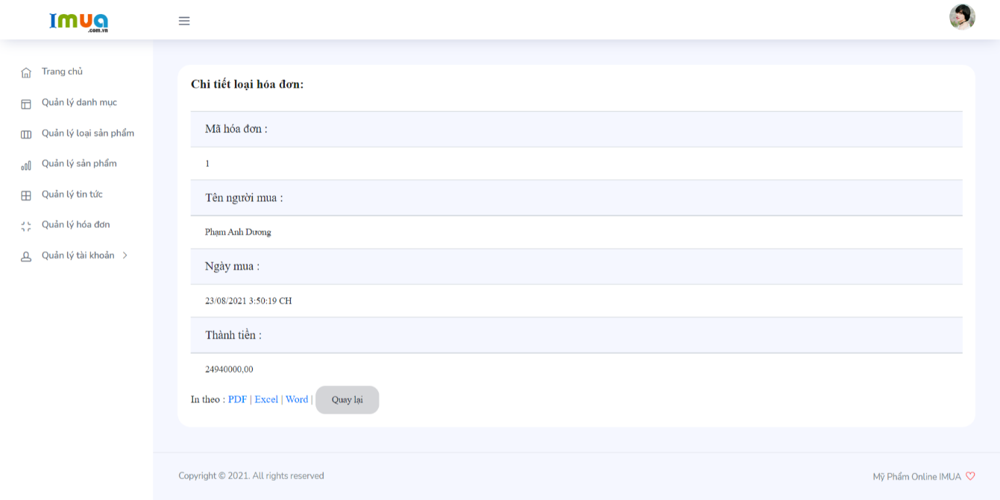 Imua
.com.vn
Trang chủ
Quản lý danh mục
Quản lý loại sản phẩm
Quản lý sản phẩm
Quản lý tin tức
Quản lý hóa đơn
Quản lý tài khoản
Chi tiết loại hóa đơn:
Mã hóa đơn :
1
Tên người mua :
Phạm Anh Dương
Ngày mua :
23/08/2021 3:50:19 CH
Thành tiền :
24940000,00
In theo : PDF | Excel | Word | Quay lại
Copyright © 2021. All rights reserved
Mỹ Phẩm Online IMUA